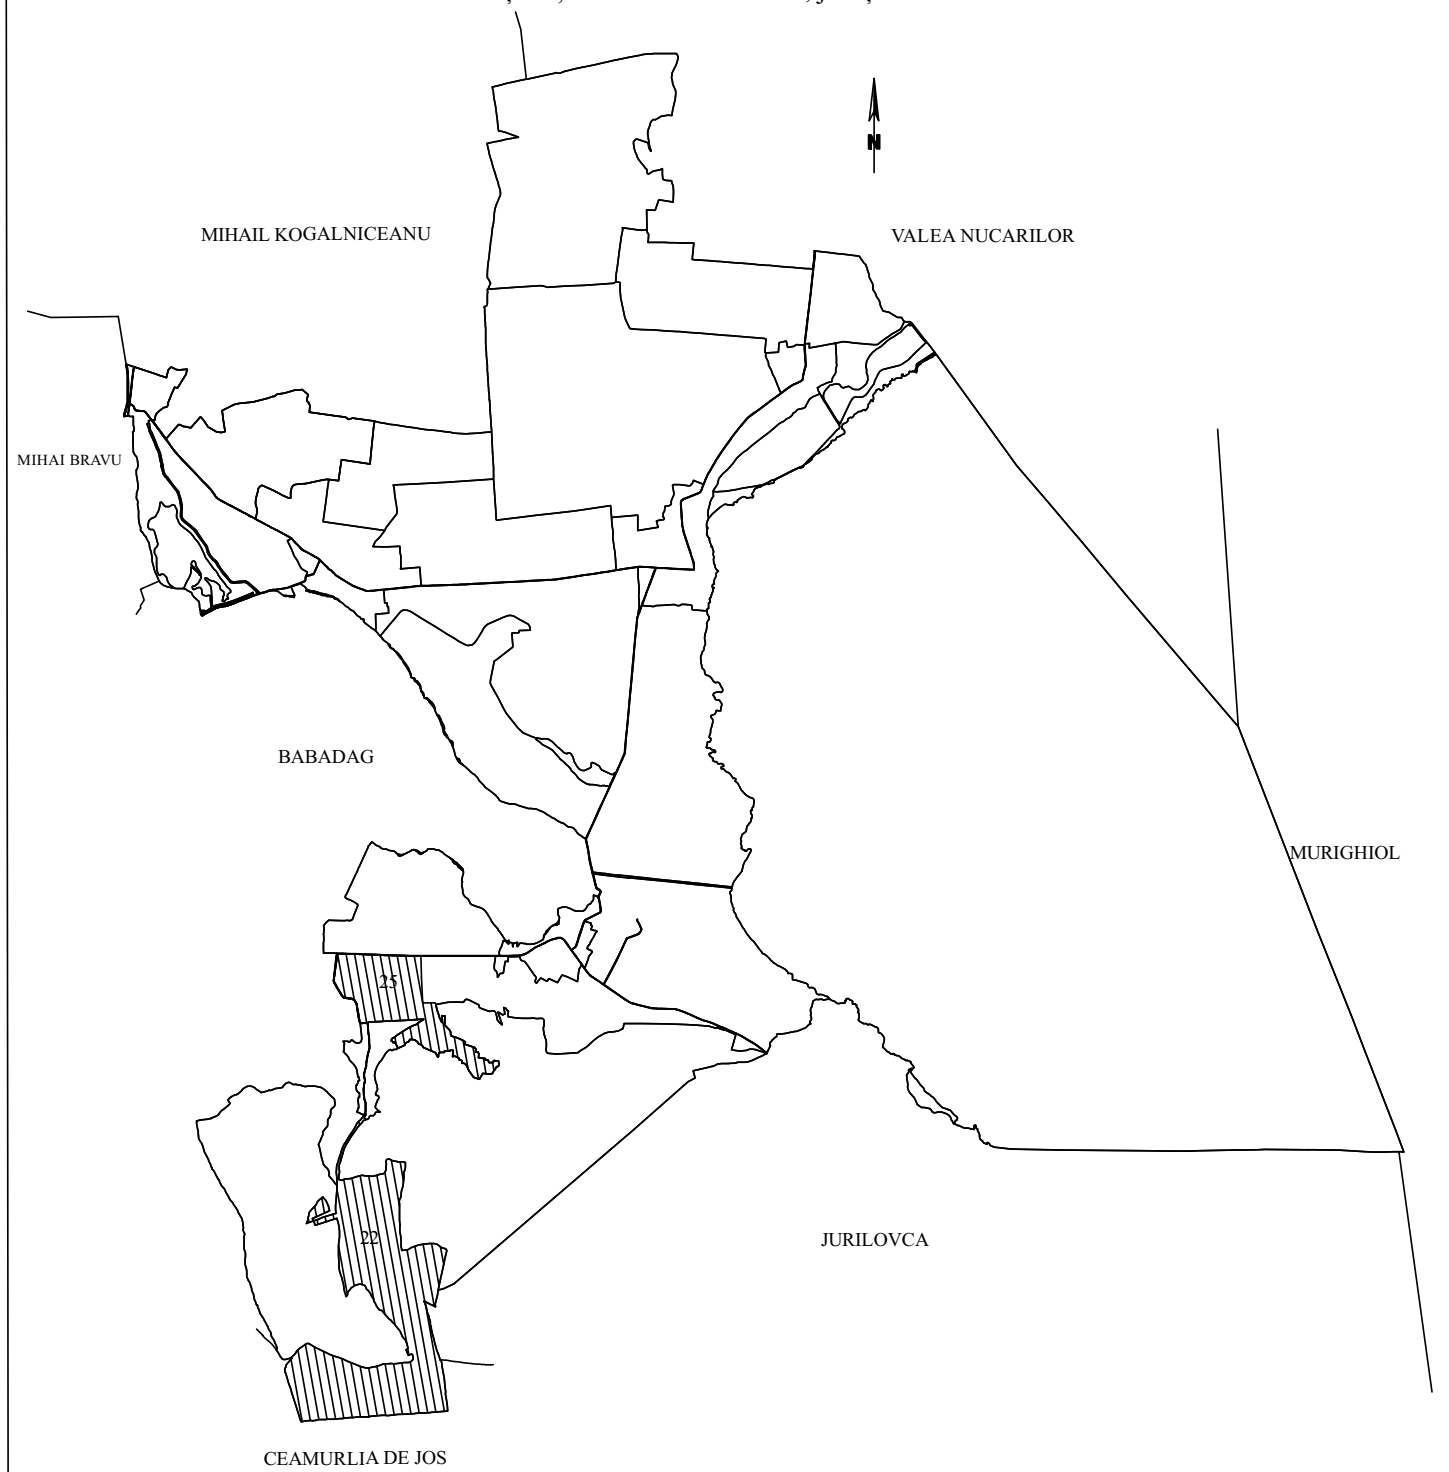 N
MIHAIL KOGALNICEANU
VALEA NUCARILOR
MIHAI BRAVU
BABADAG
MURIGHIOL
25
22
JURILOVCA
CEAMURLIA DE JOS